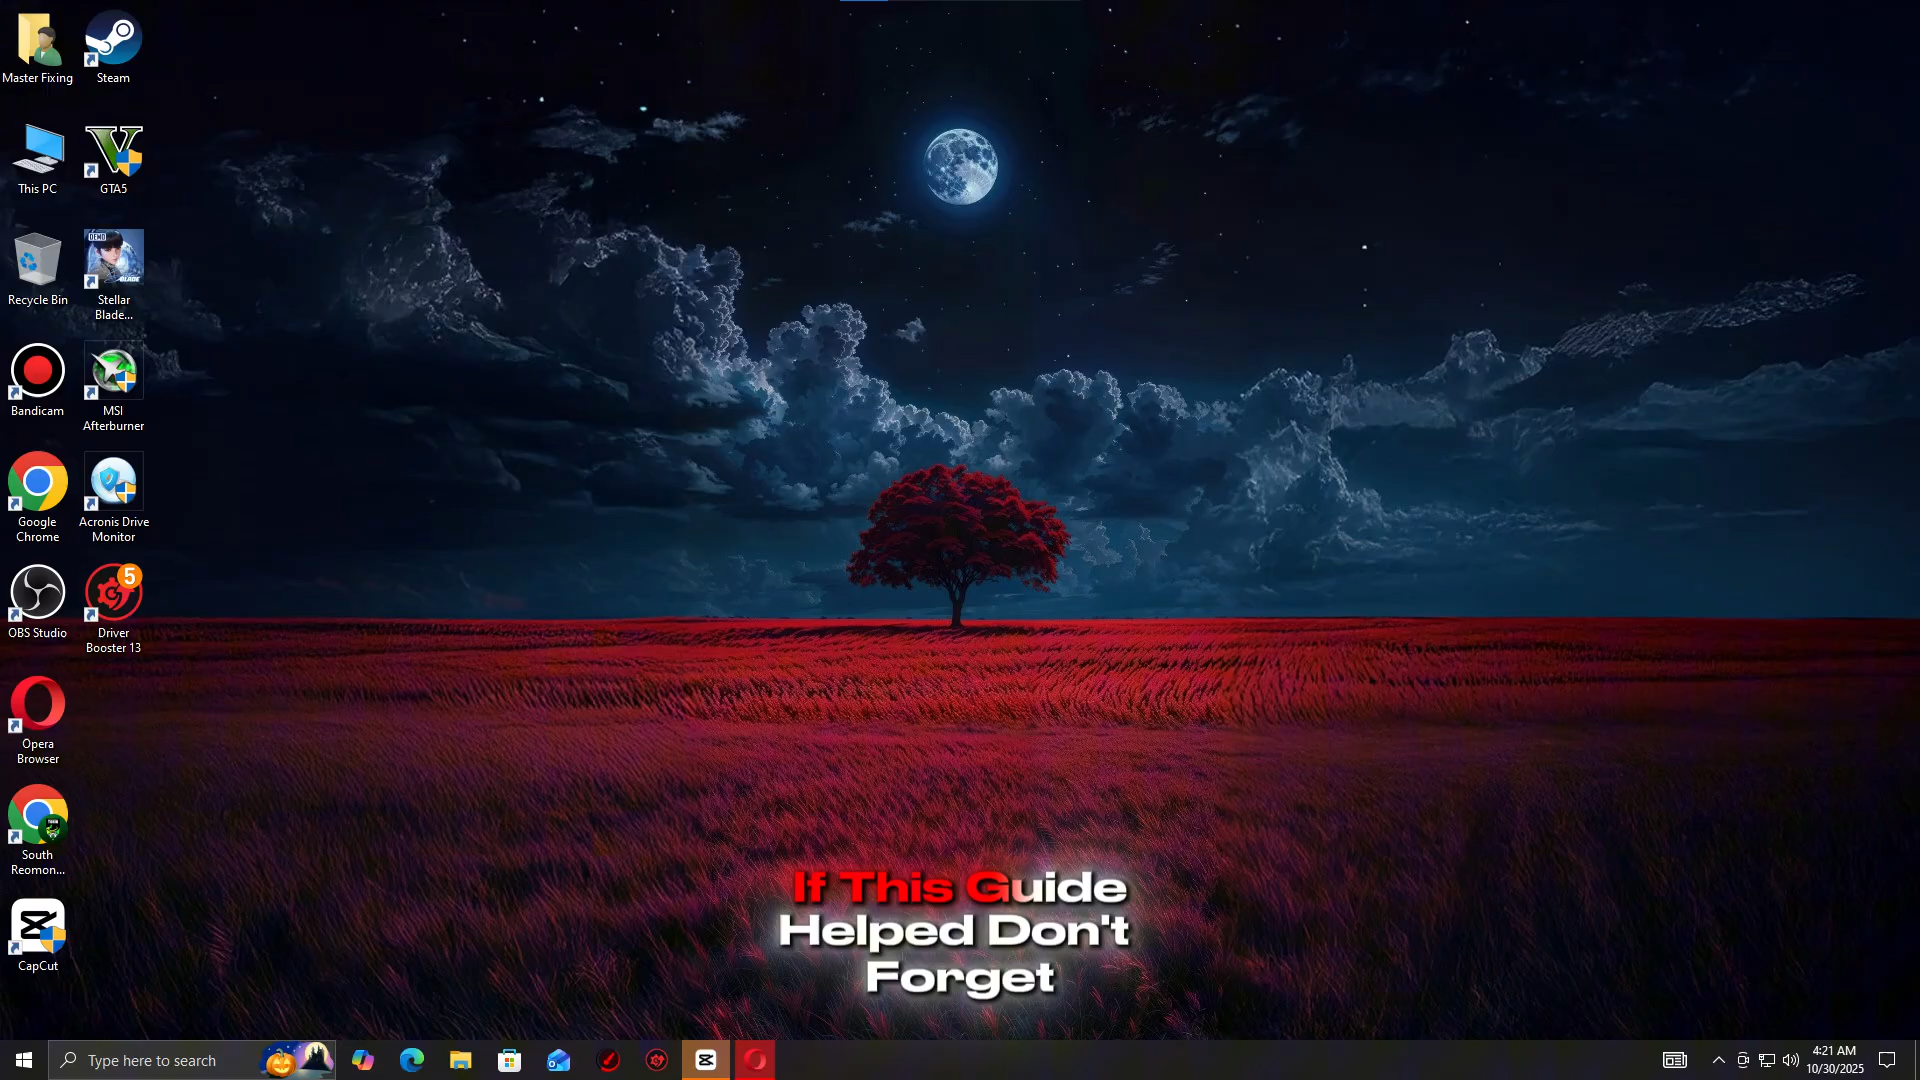 Master Fixing
Steam
This PC
GTA5
Recycle Bin
DEMO
BLADE
Stellar
Blade...
Bandicam
MSI
Afterburner
Google
Chrome
Acronis Drive
Monitor
OBS Studio
5
Driver
Booster 13
Opera
Browser
South
Reomon...
CapCut
If This Guide
Helped Don't
Forget
Type here to search
4:21 AM
10/30/2025